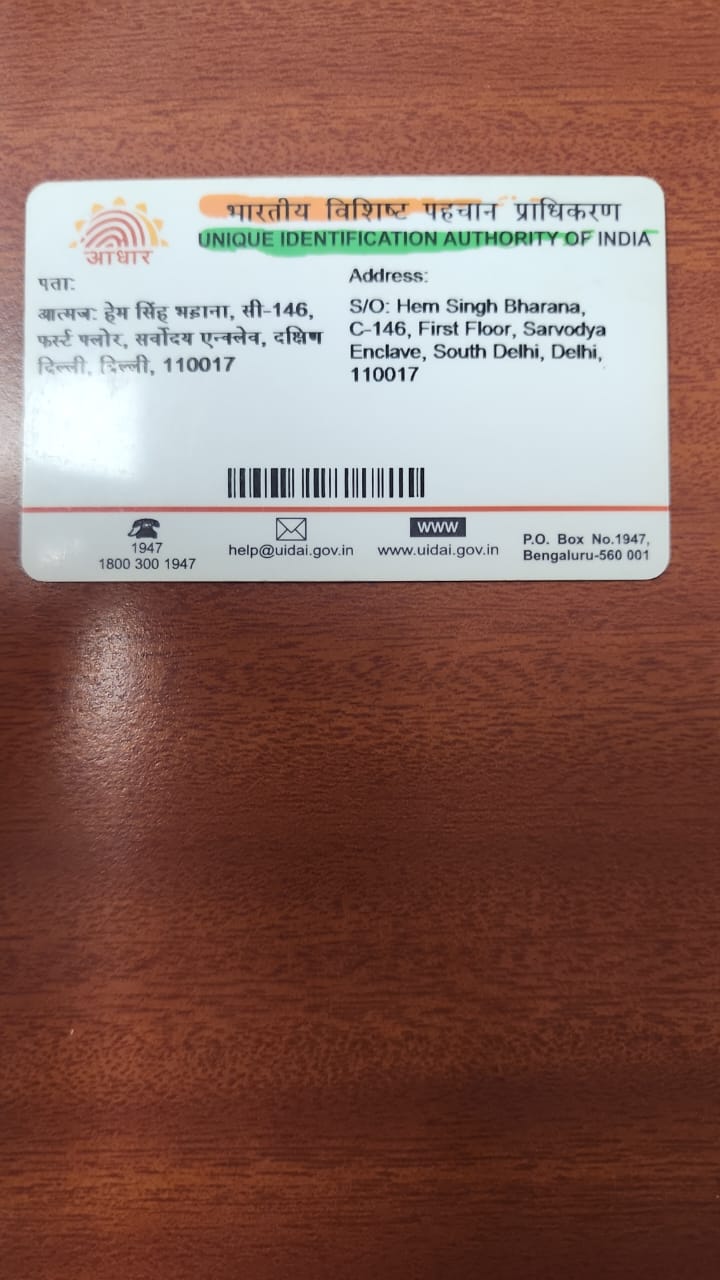 भारतीय विशिष्ट पहचान प्राधिकरण
UNIQUE IDENTIFICATION AUTHORITY OF INDIA
आधार
पता:
आत्मज: हेम सिंह भड़ाना, सी-146,
फर्स्ट फ्लोर, सर्वोदय एन्क्लेव, दक्षिण
दिल्ली, दिल्ली, 110017
Address:
S/O: Hem Singh Bharana,
C-146, First Floor, Sarvodya
Enclave, South Delhi, Delhi,
110017
1947
1800 300 1947
help@uidai.gov.in
WWW
www.uidai.gov.in
P.O. Box No.1947,
Bengaluru-560 001